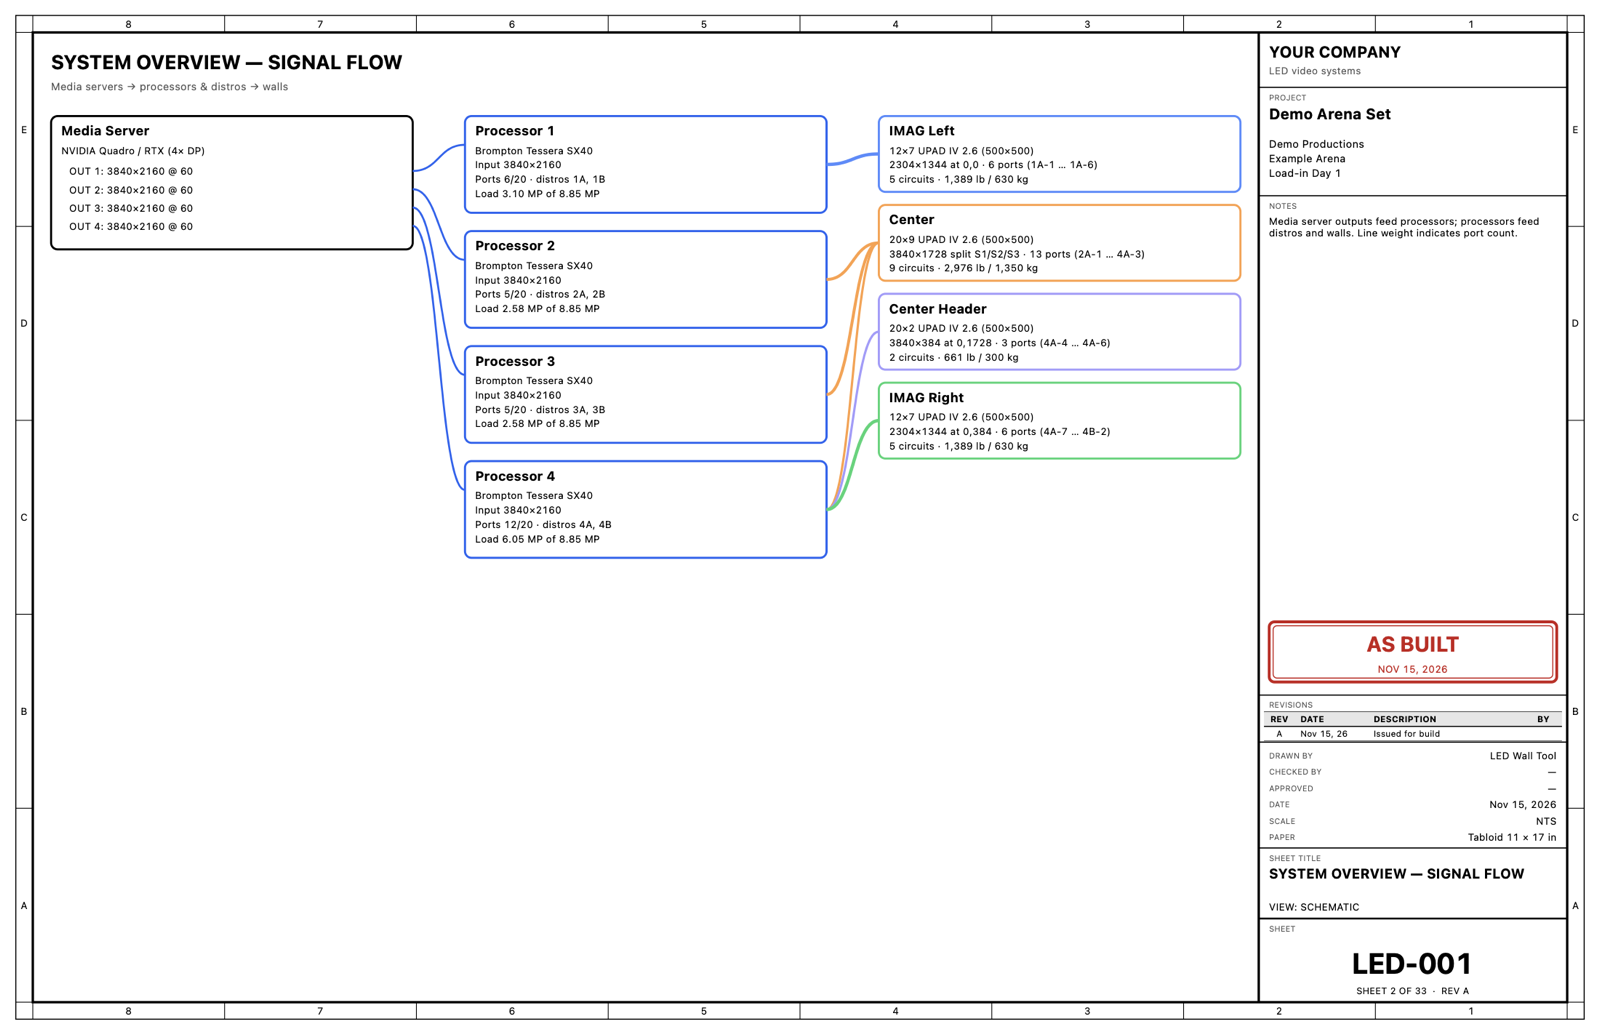 8 7 6 5 4 3 2 1
SYSTEM OVERVIEW — SIGNAL FLOW
Media servers → processors & distros → walls
E
D
C
B
A
Media Server
NVIDIA Quadro / RTX (4× DP)
OUT 1: 3840×2160 @ 60
OUT 2: 3840×2160 @ 60
OUT 3: 3840×2160 @ 60
OUT 4: 3840×2160 @ 60
Processor 1
Brompton Tessera SX40
Input 3840×2160
Ports 6/20 · distros 1A, 1B
Load 3.10 MP of 8.85 MP
Processor 2
Brompton Tessera SX40
Input 3840×2160
Ports 5/20 · distros 2A, 2B
Load 2.58 MP of 8.85 MP
Processor 3
Brompton Tessera SX40
Input 3840×2160
Ports 5/20 · distros 3A, 3B
Load 2.58 MP of 8.85 MP
Processor 4
Brompton Tessera SX40
Input 3840×2160
Ports 12/20 · distros 4A, 4B
Load 6.05 MP of 8.85 MP
IMAG Left
12×7 UPAD IV 2.6 (500×500)
2304×1344 at 0,0 · 6 ports (1A-1 … 1A-6)
5 circuits · 1,389 lb / 630 kg
Center
20×9 UPAD IV 2.6 (500×500)
3840×1728 split S1/S2/S3 · 13 ports (2A-1 … 4A-3)
9 circuits · 2,976 lb / 1,350 kg
Center Header
20×2 UPAD IV 2.6 (500×500)
3840×384 at 0,1728 · 3 ports (4A-4 … 4A-6)
2 circuits · 661 lb / 300 kg
IMAG Right
12×7 UPAD IV 2.6 (500×500)
2304×1344 at 0,384 · 6 ports (4A-7 … 4B-2)
5 circuits · 1,389 lb / 630 kg
YOUR COMPANY
LED video systems
PROJECT
Demo Arena Set
Demo Productions
Example Arena
Load-in Day 1
NOTES
Media server outputs feed processors; processors feed
distros and walls. Line weight indicates port count.
AS BUILT
NOV 15, 2026
REVISIONS
REV DATE DESCRIPTION BY
A Nov 15, 26 Issued for build
DRAWN BY LED Wall Tool
CHECKED BY —
APPROVED —
DATE Nov 15, 2026
SCALE NTS
PAPER Tabloid 11 × 17 in
SHEET TITLE
SYSTEM OVERVIEW — SIGNAL FLOW
VIEW: SCHEMATIC
SHEET
LED-001
SHEET 2 OF 33 · REV A
E
D
C
B
A
8 7 6 5 4 3 2 1